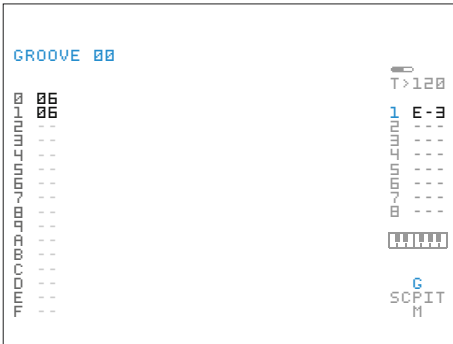 GROOVE 00
T>120
0 06
1 06
2 --
3 --
4 --
5 --
6 --
7 --
8 --
9 --
A --
B --
C --
D --
E --
F --
1 E-3
2 ---
3 ---
4 ---
5 ---
6 ---
7 ---
8 ---
G
SCPIT
M